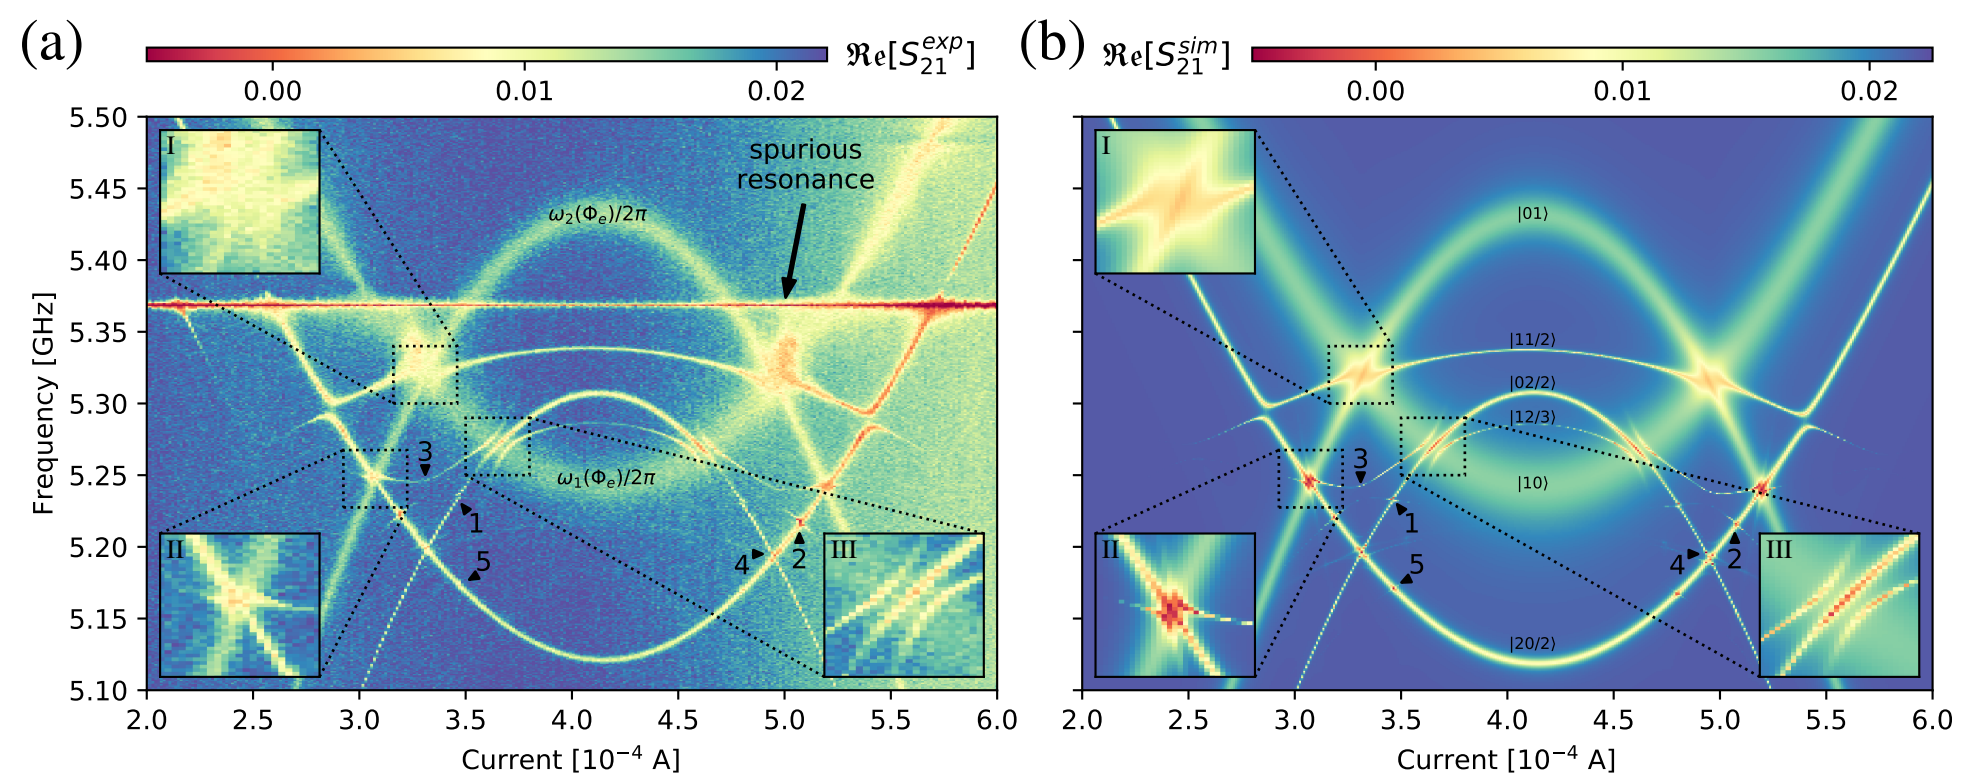 (a)
ℜe[S₂₁ᵉˣᵖ]
0.00 0.01 0.02
5.50
5.45
5.40
5.35
5.30
5.25
5.20
5.15
5.10
Frequency [GHz]
I
II
III
spurious
resonance
ω₂(Φₑ)/2π
ω₁(Φₑ)/2π
3
1
5
4
2
2.0 2.5 3.0 3.5 4.0 4.5 5.0 5.5 6.0
Current [10⁻⁴ A]
(b)
ℜe[S₂₁ˢⁱᵐ]
0.00 0.01 0.02
I
II
III
|01⟩
|11/2⟩
|02/2⟩
|12/3⟩
|10⟩
|20/2⟩
3
1
5
4
2
2.0 2.5 3.0 3.5 4.0 4.5 5.0 5.5 6.0
Current [10⁻⁴ A]